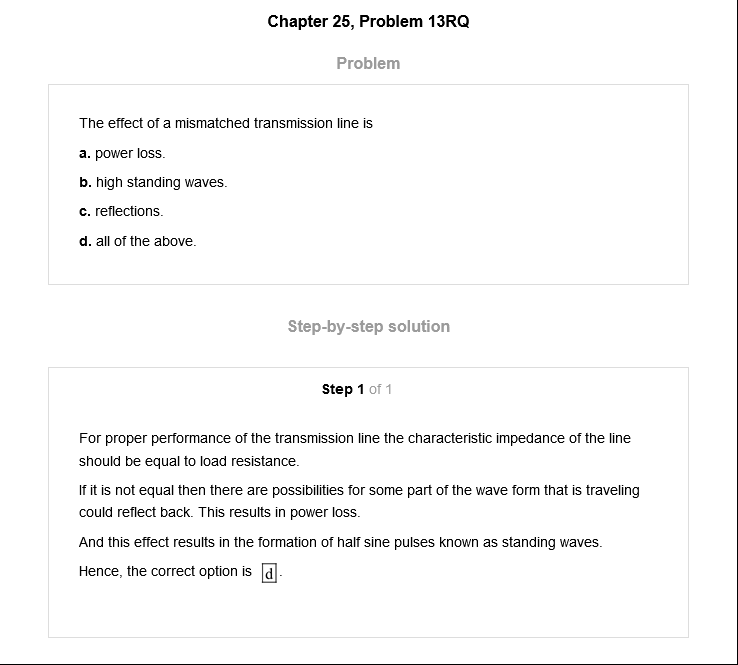 Chapter 25, Problem 13RQ
Problem
The effect of a mismatched transmission line is
a. power loss.
b. high standing waves.
c. reflections.
d. all of the above.
Step-by-step solution
Step 1 of 1
For proper performance of the transmission line the characteristic impedance of the line
should be equal to load resistance.
If it is not equal then there are possibilities for some part of the wave form that is traveling
could reflect back. This results in power loss.
And this effect results in the formation of half sine pulses known as standing waves.
Hence, the correct option is d.